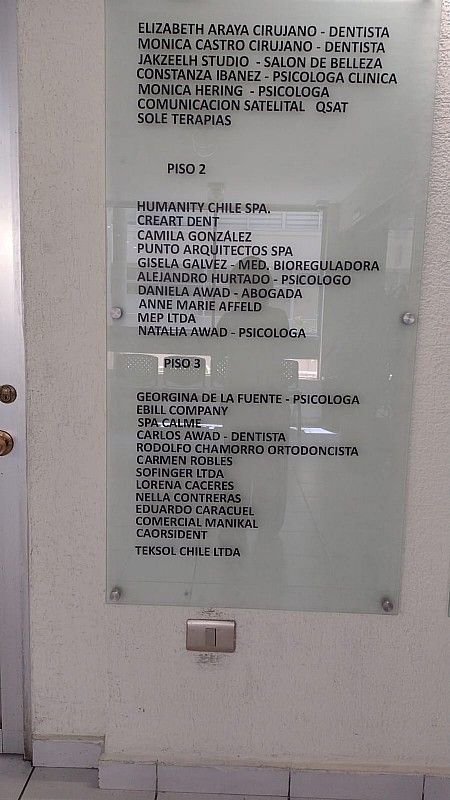 ELIZABETH ARAYA CIRUJANO - DENTISTA
MONICA CASTRO CIRUJANO - DENTISTA
JAKZEELH STUDIO - SALON DE BELLEZA
CONSTANZA IBANEZ - PSICOLOGA CLINICA
MONICA HERING - PSICOLOGA
COMUNICACION SATELITAL QSAT
SOLE TERAPIAS
PISO 2
HUMANITY CHILE SPA.
CREART DENT
CAMILA GONZÁLEZ
PUNTO ARQUITECTOS SPA
GISELA GALVEZ - MED. BIOREGULADORA
ALEJANDRO HURTADO - PSICOLOGO
DANIELA AWAD - ABOGADA
ANNE MARIE AFFELD
MEP LTDA
NATALIA AWAD - PSICOLOGA
PISO 3
GEORGINA DE LA FUENTE - PSICOLOGA
EBILL COMPANY
SPA CALME
CARLOS AWAD - DENTISTA
RODOLFO CHAMORRO ORTODONCISTA
CARMEN ROBLES
SOFINGER LTDA
LORENA CACERES
NELLA CONTRERAS
EDUARDO CARACUEL
COMERCIAL MANIKAL
CAORSIDENT
TEKSOL CHILE LTDA